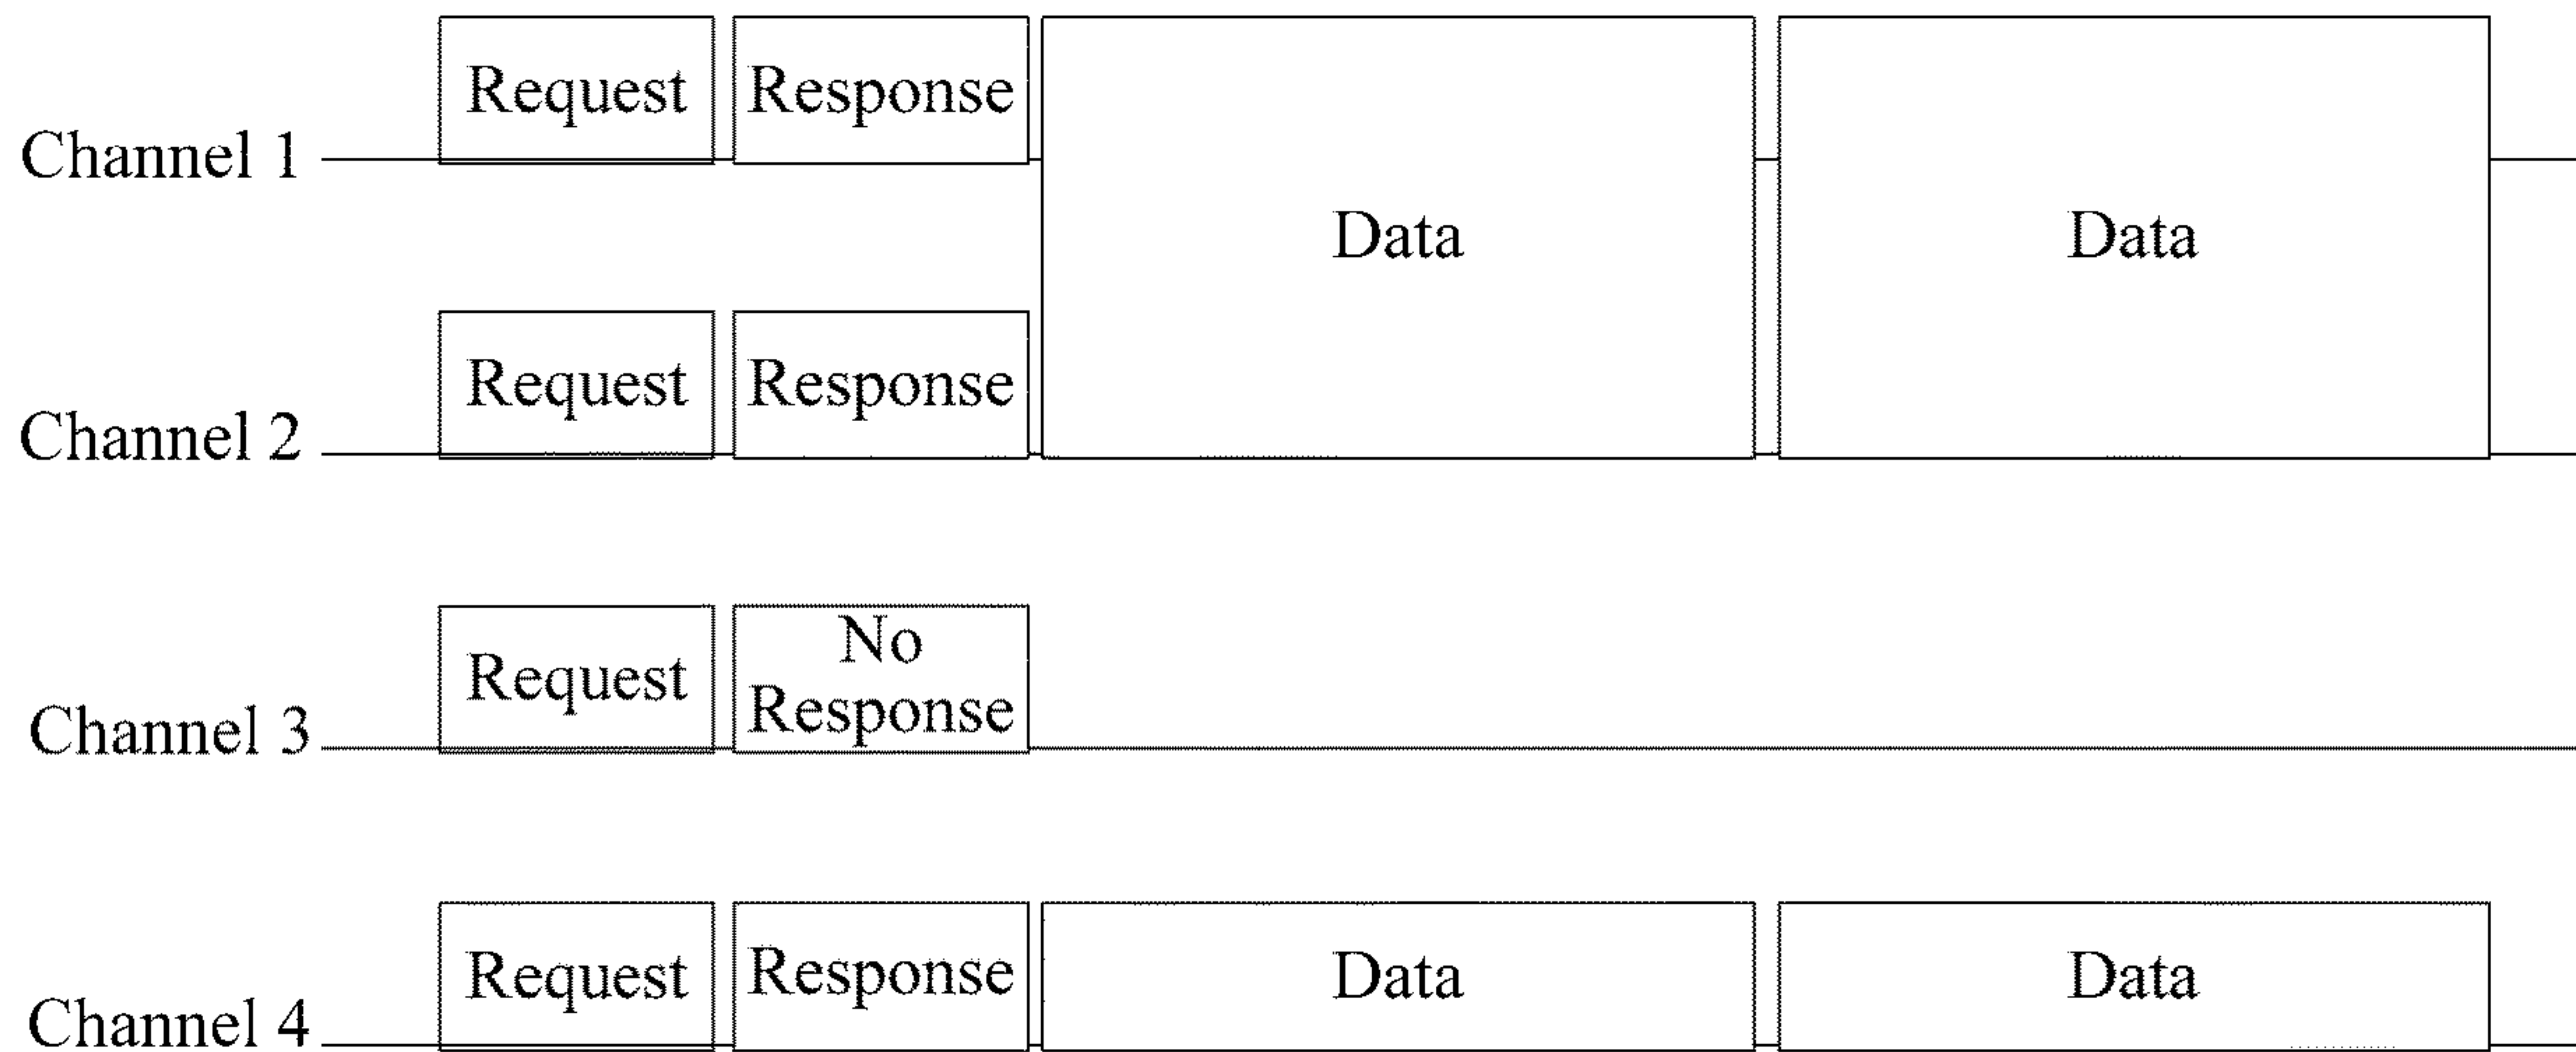 Request Response
Channel 1
Data Data
Request Response
Channel 2
Request No
Response
Channel 3
Request Response Data Data
Channel 4